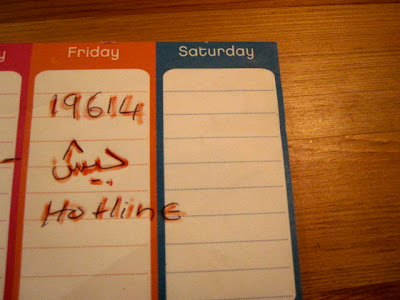 y Friday Saturday
19614
جيش
Hotline